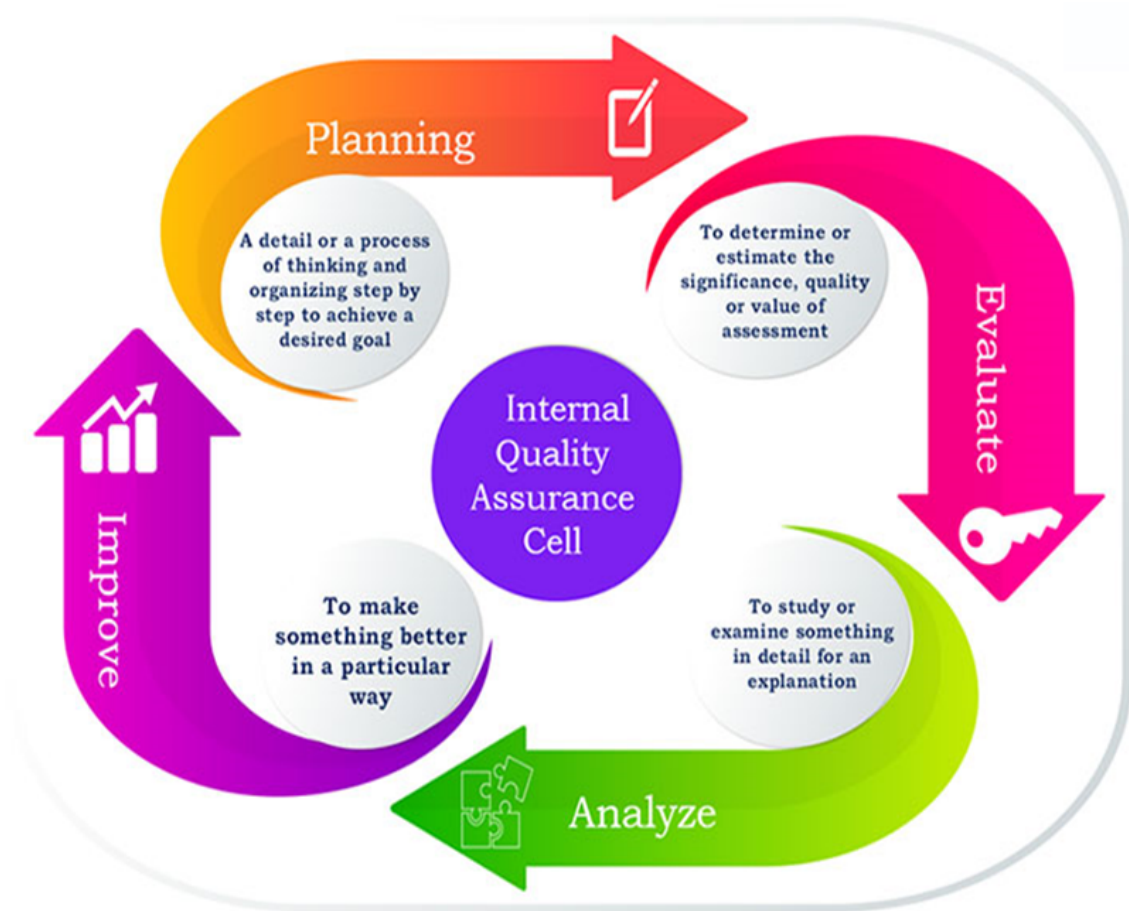 Planning
A detail or a process
of thinking and
organizing step by
step to achieve a
desired goal
To determine or
estimate the
significance, quality
or value of
assessment
Evaluate
Internal
Quality
Assurance
Cell
To study or
examine something
in detail for an
explanation
Analyze
To make
something better
in a particular
way
Improve